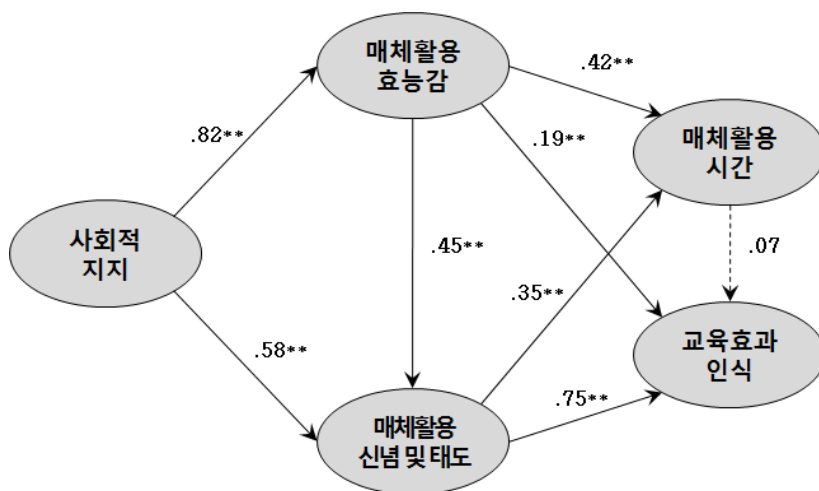 매체활용
효능감
.42**
.82**
.19**
매체활용
시간
사회적
지지
.45**
.07
.35**
.58**
교육효과
인식
.75**
매체활용
신념 및 태도